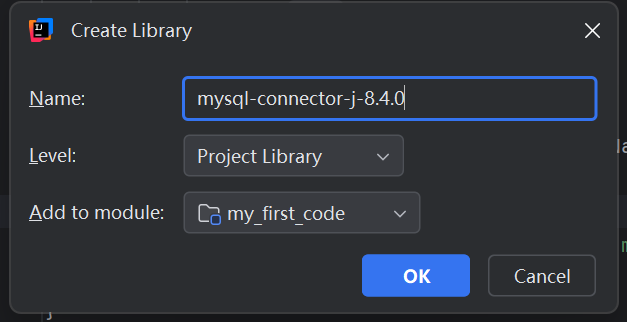 Create Library
Name: mysql-connector-j-8.4.0
Level: Project Library
Add to module: my_first_code
OK Cancel